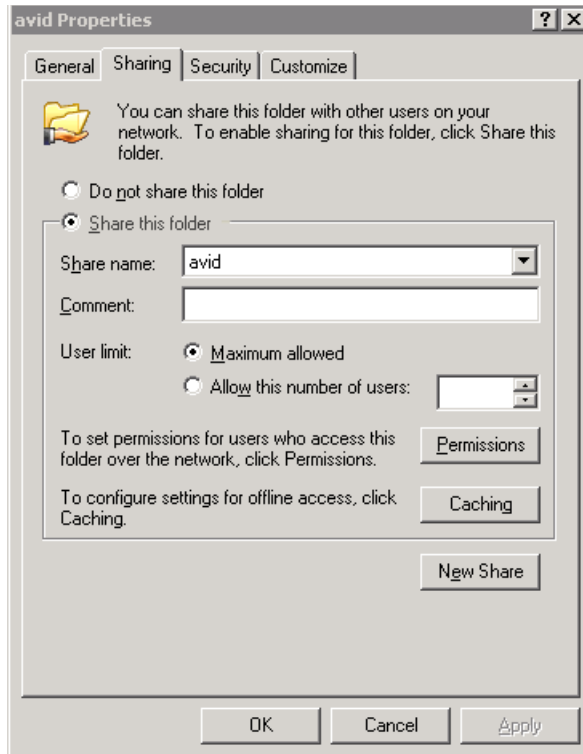 avid Properties
General Sharing Security Customize
You can share this folder with other users on your
network. To enable sharing for this folder, click Share this
folder.
Do not share this folder
Share this folder
Share name: avid
Comment:
User limit: Maximum allowed
Allow this number of users:
To set permissions for users who access this
folder over the network, click Permissions.
Permissions
To configure settings for offline access, click
Caching.
Caching
New Share
OK Cancel Apply